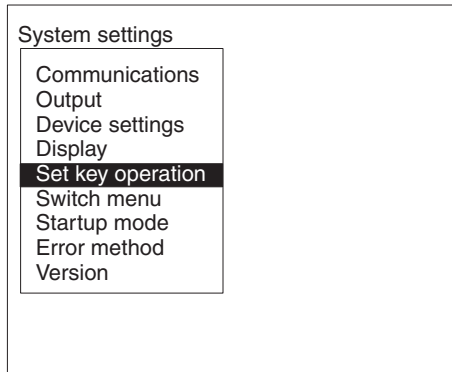 System settings
Communications
Output
Device settings
Display
Set key operation
Switch menu
Startup mode
Error method
Version